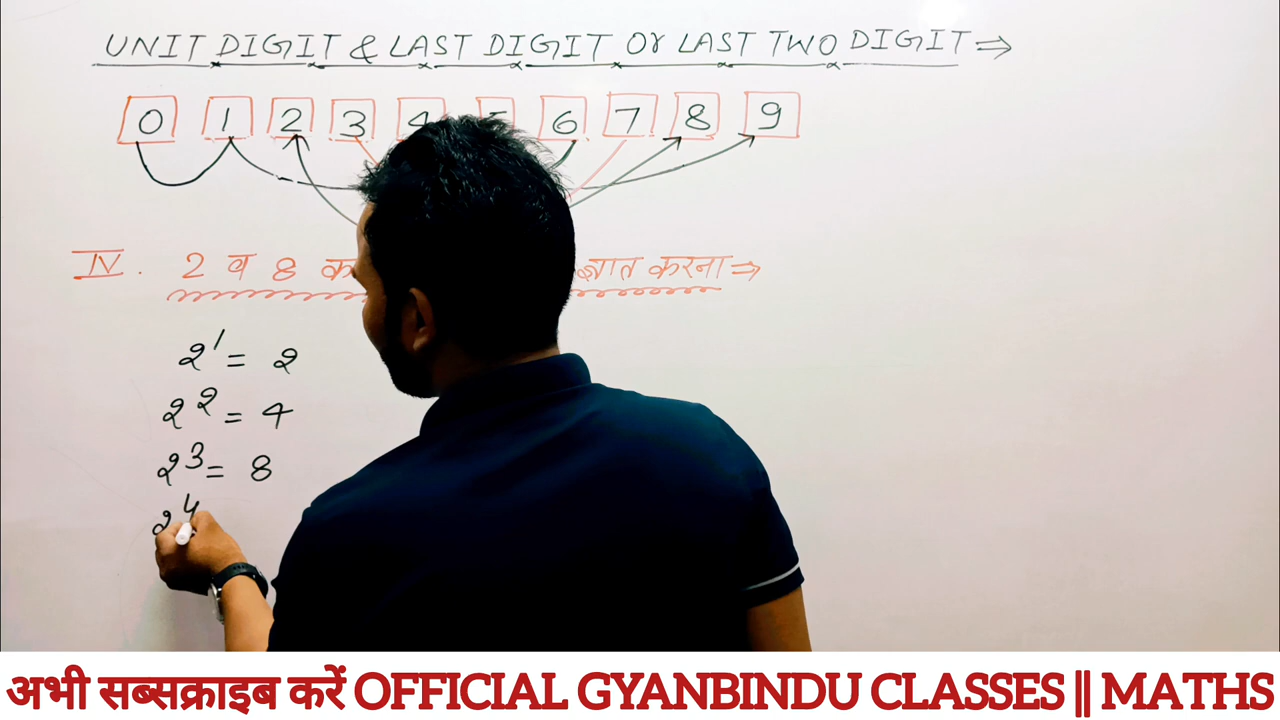 UNIT DIGIT & LAST DIGIT Or LAST TWO DIGIT ⇒
0 1 2 3 4 6 7 8 9
IV. 2 व 8 का ज्ञात करना ⇒
2¹ = 2
2² = 4
2³ = 8
2⁴
अभी सब्सक्राइब करें OFFICIAL GYANBINDU CLASSES || MATHS